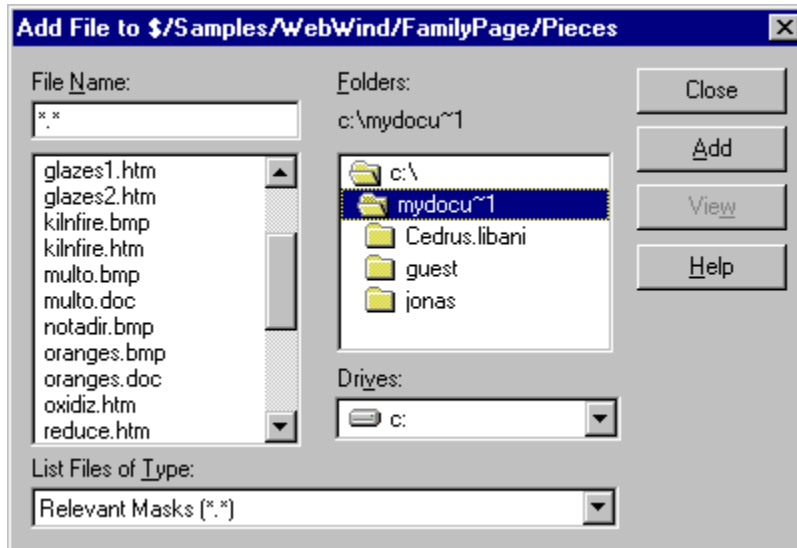 Add File to $/Samples/WebWind/FamilyPage/Pieces
File Name:
*.*
glazes1.htm
glazes2.htm
kilnfire.bmp
kilnfire.htm
multo.bmp
multo.doc
notadir.bmp
oranges.bmp
oranges.doc
oxidiz.htm
reduce.htm
List Files of Type:
Relevant Masks (*.*)
Folders:
c:\mydocu~1
c:\
mydocu~1
Cedrus.libani
guest
jonas
Drives:
c:
Close
Add
View
Help